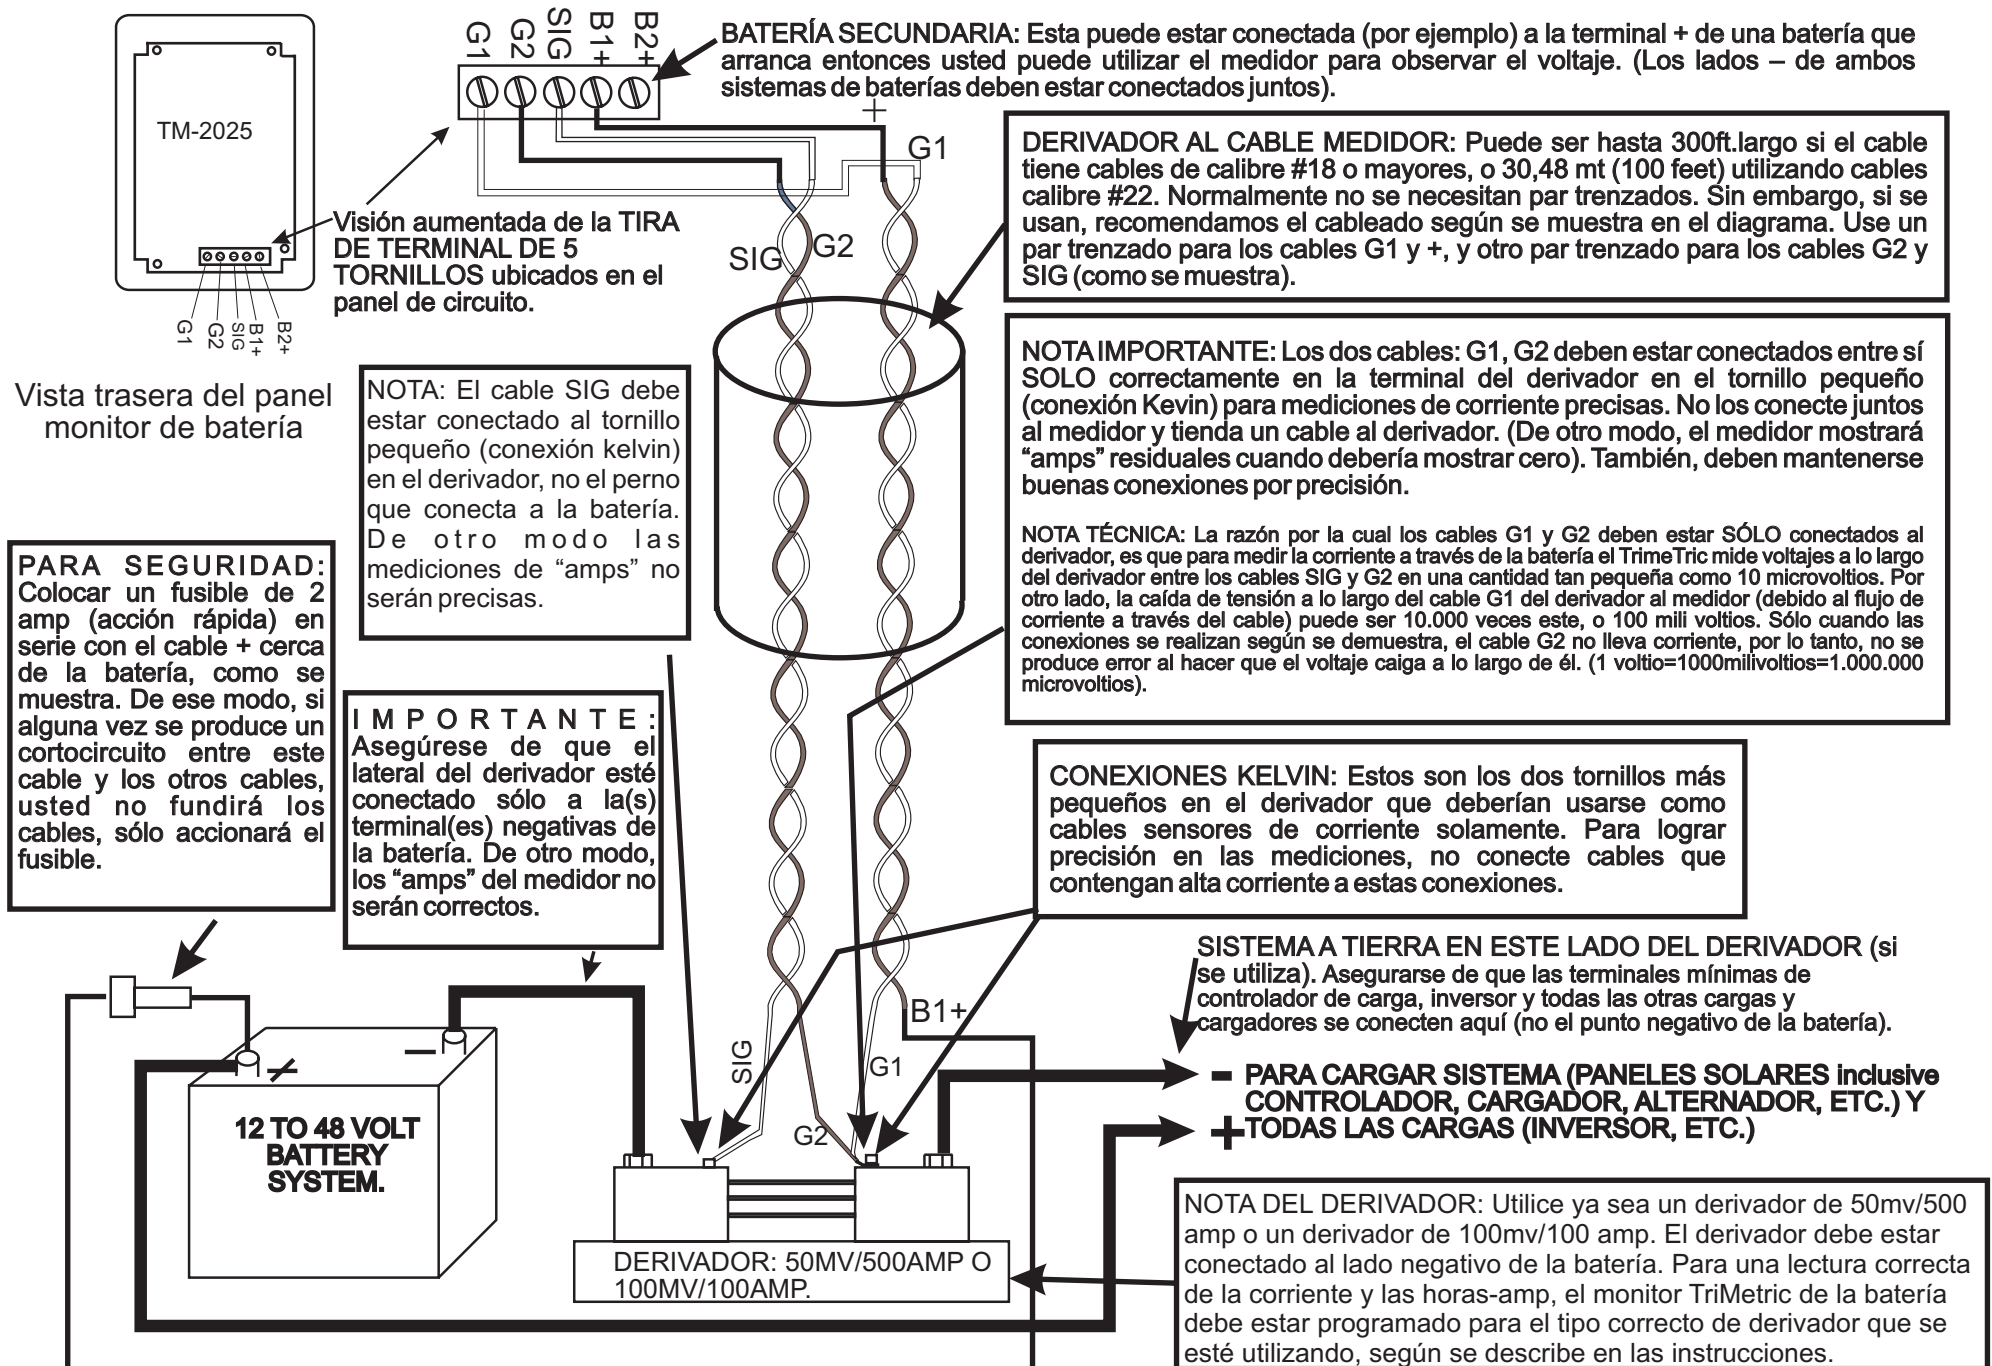 G1
G2
SIG
B1+
B2+
BATERÍA SECUNDARIA: Esta puede estar conectada (por ejemplo) a la terminal + de una batería que
arranca entonces usted puede utilizar el medidor para observar el voltaje. (Los lados – de ambos
sistemas de baterías deben estar conectados juntos).
TM-2025
G1
G2
SIG
B1+
B2+
Vista trasera del panel
monitor de batería
Visión aumentada de la TIRA
DE TERMINAL DE 5
TORNILLOS ubicados en el
panel de circuito.
+
G1
SIG
G2
DERIVADOR AL CABLE MEDIDOR: Puede ser hasta 300ft.largo si el cable
tiene cables de calibre #18 o mayores, o 30,48 mt (100 feet) utilizando cables
calibre #22. Normalmente no se necesitan par trenzados. Sin embargo, si se
usan, recomendamos el cableado según se muestra en el diagrama. Use un
par trenzado para los cables G1 y +, y otro par trenzado para los cables G2 y
SIG (como se muestra).
NOTA IMPORTANTE: Los dos cables: G1, G2 deben estar conectados entre sí
SOLO correctamente en la terminal del derivador en el tornillo pequeño
(conexión Kevin) para mediciones de corriente precisas. No los conecte juntos
al medidor y tienda un cable al derivador. (De otro modo, el medidor mostrará
“amps” residuales cuando debería mostrar cero). También, deben mantenerse
buenas conexiones por precisión.
NOTA TÉCNICA: La razón por la cual los cables G1 y G2 deben estar SÓLO conectados al
derivador, es que para medir la corriente a través de la batería el TrimeTric mide voltajes a lo largo
del derivador entre los cables SIG y G2 en una cantidad tan pequeña como 10 microvoltios. Por
otro lado, la caída de tensión a lo largo del cable G1 del derivador al medidor (debido al flujo de
corriente a través del cable) puede ser 10.000 veces este, o 100 mili voltios. Sólo cuando las
conexiones se realizan según se demuestra, el cable G2 no lleva corriente, por lo tanto, no se
produce error al hacer que el voltaje caiga a lo largo de él. (1 voltio=1000milivoltios=1.000.000
microvoltios).
NOTA: El cable SIG debe
estar conectado al tornillo
pequeño (conexión kelvin)
en el derivador, no el perno
que conecta a la batería.
De otro modo las
mediciones de “amps” no
serán precisas.
PARA SEGURIDAD:
Colocar un fusible de 2
amp (acción rápida) en
serie con el cable + cerca
de la batería, como se
muestra. De ese modo, si
alguna vez se produce un
cortocircuito entre este
cable y los otros cables,
usted no fundirá los
cables, sólo accionará el
fusible.
IMPORTANTE:
Asegúrese de que el
lateral del derivador esté
conectado sólo a la(s)
terminal(es) negativas de
la batería. De otro modo,
los “amps” del medidor no
serán correctos.
CONEXIONES KELVIN: Estos son los dos tornillos más
pequeños en el derivador que deberían usarse como
cables sensores de corriente solamente. Para lograr
precisión en las mediciones, no conecte cables que
contengan alta corriente a estas conexiones.
SISTEMA A TIERRA EN ESTE LADO DEL DERIVADOR (si
se utiliza). Asegurarse de que las terminales mínimas de
controlador de carga, inversor y todas las otras cargas y
cargadores se conecten aquí (no el punto negativo de la batería).
B1+
SIG
G1
G2
- PARA CARGAR SISTEMA (PANELES SOLARES inclusive
CONTROLADOR, CARGADOR, ALTERNADOR, ETC.) Y
+ TODAS LAS CARGAS (INVERSOR, ETC.)
+
–
12 TO 48 VOLT
BATTERY
SYSTEM.
DERIVADOR: 50MV/500AMP O
100MV/100AMP.
NOTA DEL DERIVADOR: Utilice ya sea un derivador de 50mv/500
amp o un derivador de 100mv/100 amp. El derivador debe estar
conectado al lado negativo de la batería. Para una lectura correcta
de la corriente y las horas-amp, el monitor TriMetric de la batería
debe estar programado para el tipo correcto de derivador que se
esté utilizando, según se describe en las instrucciones.